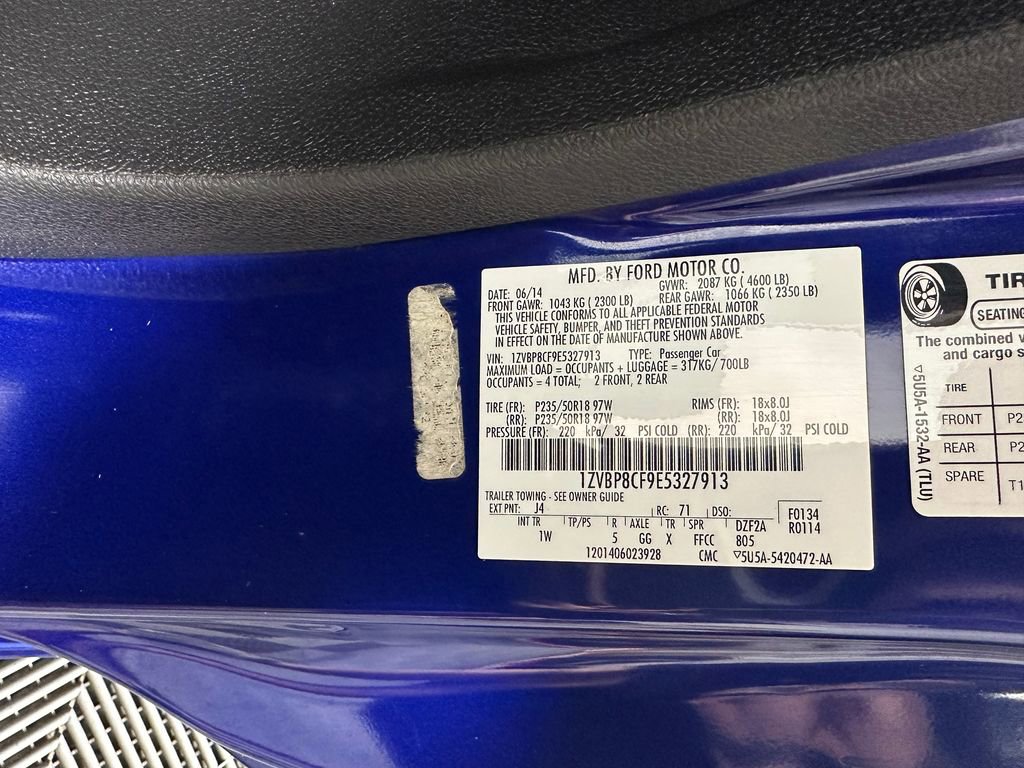 MFD. BY FORD MOTOR CO.
DATE: 06/14 GVWR: 2087 KG ( 4600 LB)
FRONT GAWR: 1043 KG ( 2300 LB) REAR GAWR: 1066 KG ( 2350 LB)
THIS VEHICLE CONFORMS TO ALL APPLICABLE FEDERAL MOTOR
VEHICLE SAFETY, BUMPER, AND THEFT PREVENTION STANDARDS
IN EFFECT ON THE DATE OF MANUFACTURE SHOWN ABOVE.
VIN: 1ZVBP8CF9E5327913 TYPE: Passenger Car
MAXIMUM LOAD = OCCUPANTS + LUGGAGE = 317KG/ 700LB
OCCUPANTS = 4 TOTAL; 2 FRONT, 2 REAR
TIRE (FR): P235/50R18 97W RIMS (FR): 18x8.0J
(RR): P235/50R18 97W (RR): 18x8.0J
PRESSURE (FR): 220 kPa/ 32 PSI COLD (RR): 220 kPa/ 32 PSI COLD
1ZVBP8CF9E5327913
TRAILER TOWING - SEE OWNER GUIDE
EXT PNT: J4 RC: 71 DSO: F0134
INT TR TP/PS R AXLE TR SPR DZF2A R0114
1W 5 GG X FFCC 805
1201406023928 CMC ▽5U5A-5420472-AA
TIR
SEATING
The combined
and cargo s
TIRE
FRONT P2
REAR P2
SPARE T1
▽5U5A-1532-AA (TLU)